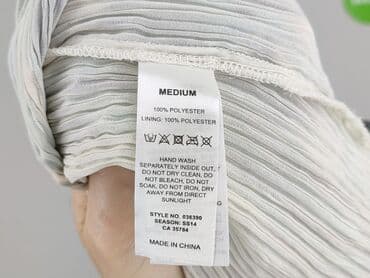 MEDIUM
100% POLYESTER
LINING: 100% POLYESTER
HAND WASH
SEPARATELY INSIDE OUT.
DO NOT DRY CLEAN, DO
NOT BLEACH, DO NOT
SOAK, DO NOT IRON, DRY
AWAY FROM DIRECT
SUNLIGHT
STYLE NO. 036390
SEASON: SS14
CA 35784
MADE IN CHINA